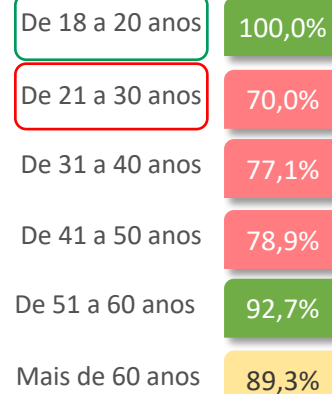 De 18 a 20 anos 100,0%
De 21 a 30 anos 70,0%
De 31 a 40 anos 77,1%
De 41 a 50 anos 78,9%
De 51 a 60 anos 92,7%
Mais de 60 anos 89,3%